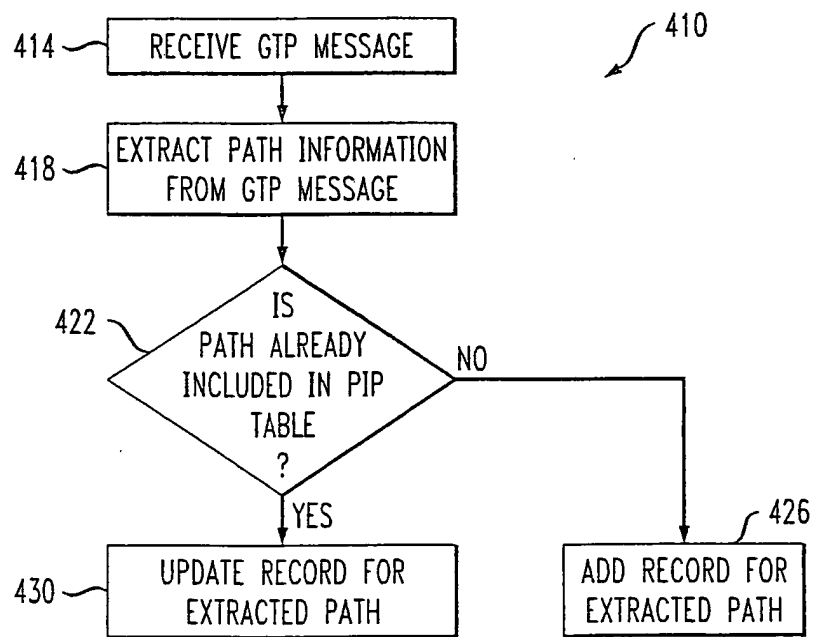 410
414
RECEIVE GTP MESSAGE
418
EXTRACT PATH INFORMATION
FROM GTP MESSAGE
422
IS
PATH ALREADY
INCLUDED IN PIP
TABLE
?
NO
YES
426
430
UPDATE RECORD FOR
EXTRACTED PATH
ADD RECORD FOR
EXTRACTED PATH